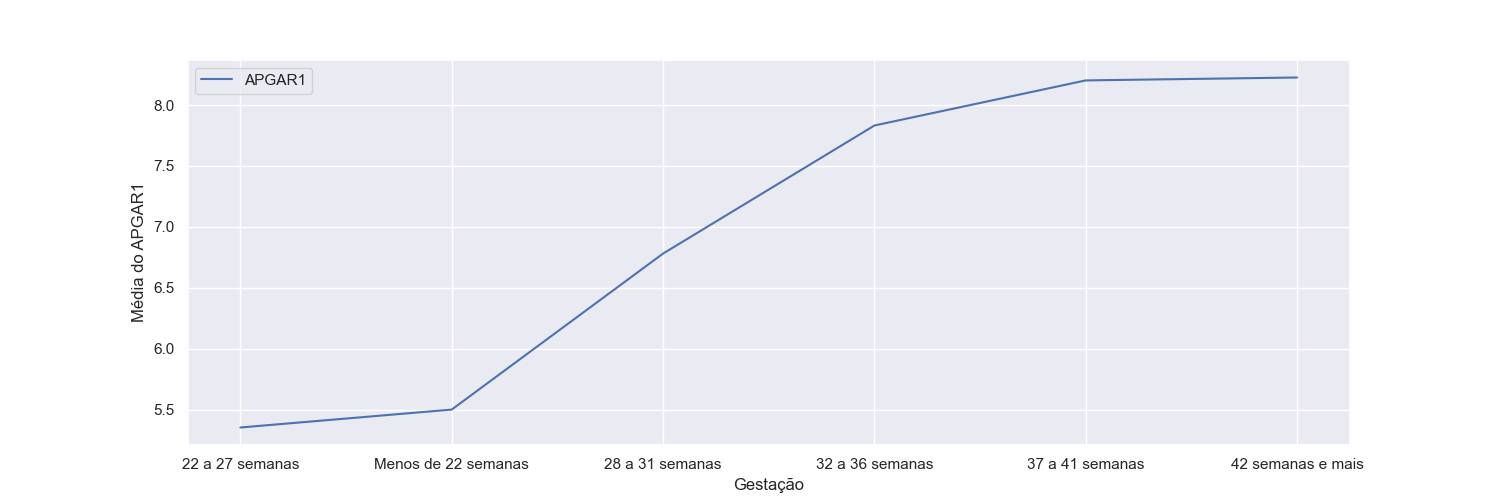 APGAR1
Média do APGAR1
8.0
7.5
7.0
6.5
6.0
5.5
22 a 27 semanas
Menos de 22 semanas
28 a 31 semanas
32 a 36 semanas
37 a 41 semanas
42 semanas e mais
Gestação